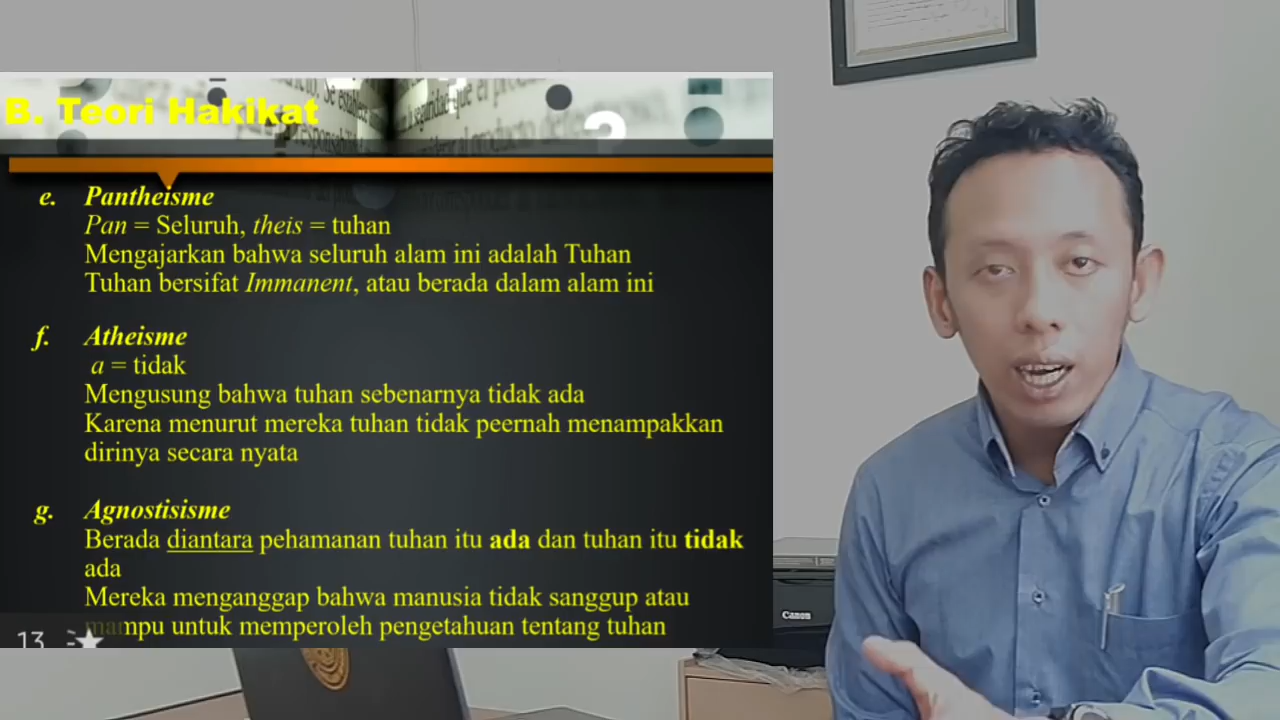 B. Teori Hakikat
e. Pantheisme
Pan = Seluruh, theis = tuhan
Mengajarkan bahwa seluruh alam ini adalah Tuhan
Tuhan bersifat Immanent, atau berada dalam alam ini
f. Atheisme
a = tidak
Mengusung bahwa tuhan sebenarnya tidak ada
Karena menurut mereka tuhan tidak peernah menampakkan
dirinya secara nyata
g. Agnostisisme
Berada diantara pehamanan tuhan itu ada dan tuhan itu tidak
ada
Mereka menganggap bahwa manusia tidak sanggup atau
mampu untuk memperoleh pengetahuan tentang tuhan
13
Canon